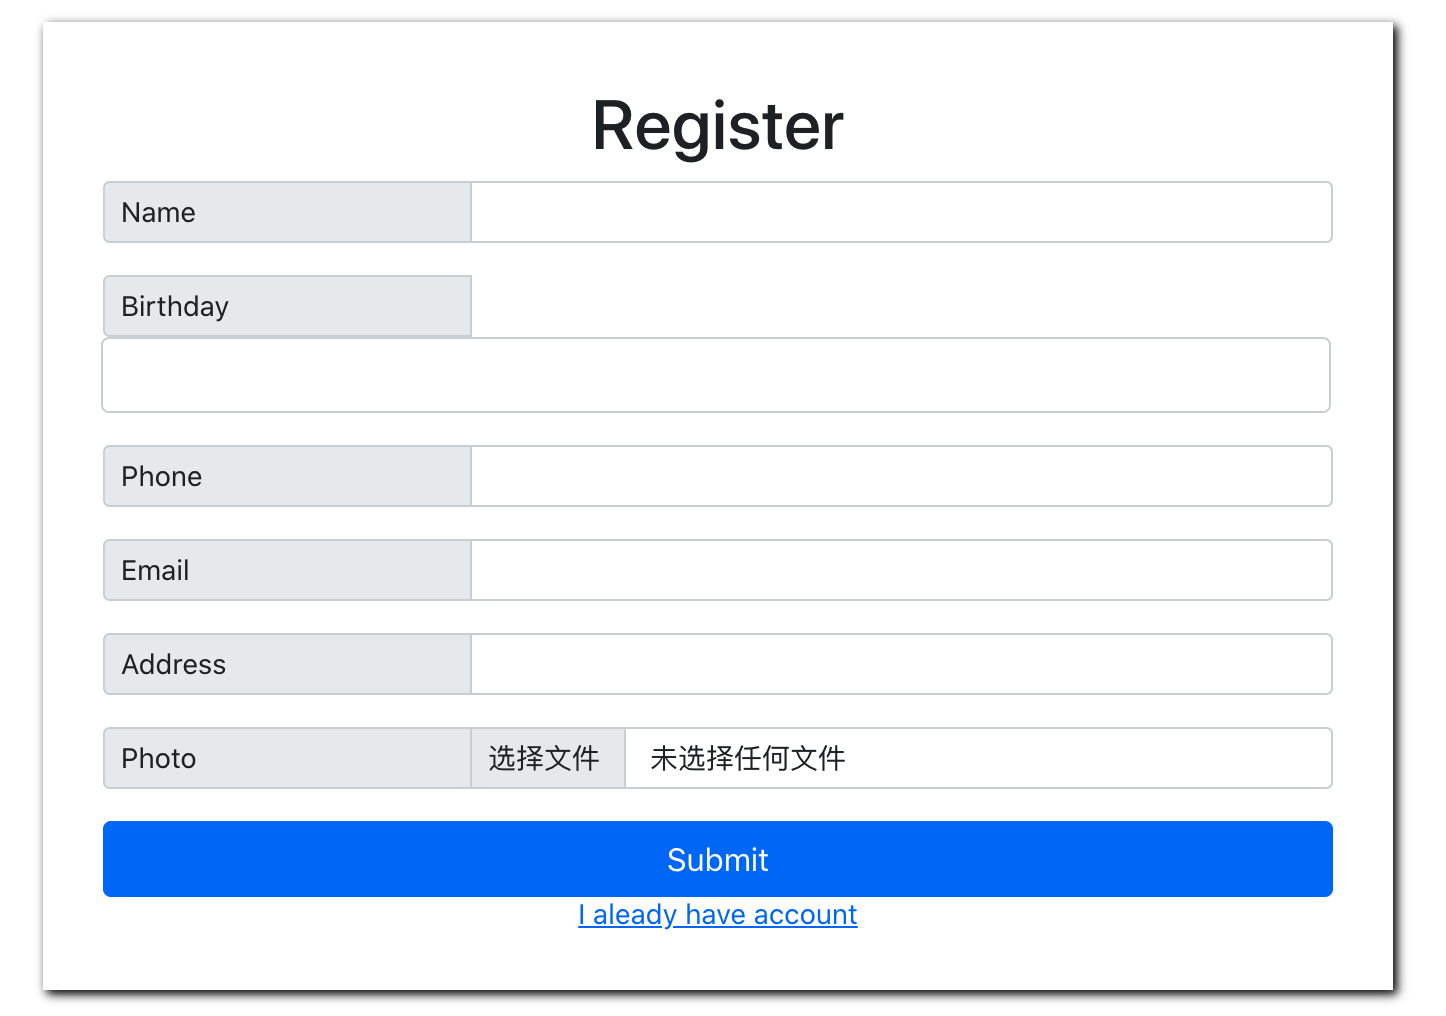 Register
Name
Birthday
Phone
Email
Address
Photo 选择文件 未选择任何文件
Submit
I aleady have account